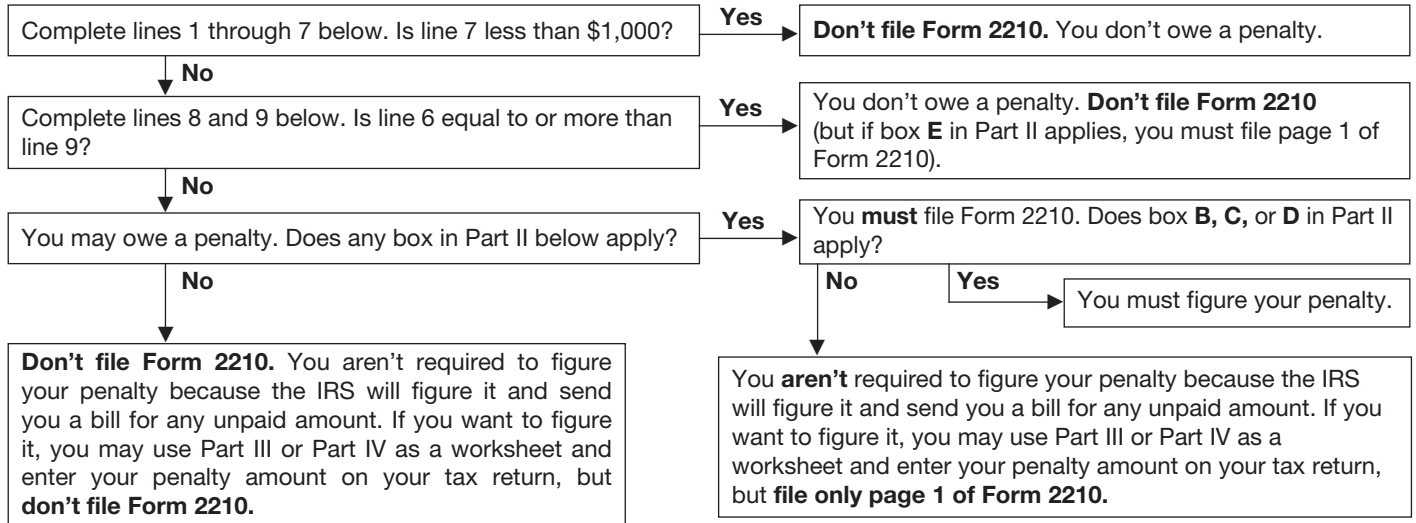 Complete lines 1 through 7 below. Is line 7 less than $1,000?
Yes
Don't file Form 2210. You don't owe a penalty.
No
Complete lines 8 and 9 below. Is line 6 equal to or more than
line 9?
Yes
You don't owe a penalty. Don't file Form 2210
(but if box E in Part II applies, you must file page 1 of
Form 2210).
No
You may owe a penalty. Does any box in Part II below apply?
Yes
You must file Form 2210. Does box B, C, or D in Part II
apply?
No
Yes
You must figure your penalty.
No
Don't file Form 2210. You aren't required to figure
your penalty because the IRS will figure it and send
you a bill for any unpaid amount. If you want to figure
it, you may use Part III or Part IV as a worksheet and
enter your penalty amount on your tax return, but
don't file Form 2210.
You aren't required to figure your penalty because the IRS
will figure it and send you a bill for any unpaid amount. If you
want to figure it, you may use Part III or Part IV as a
worksheet and enter your penalty amount on your tax return,
but file only page 1 of Form 2210.